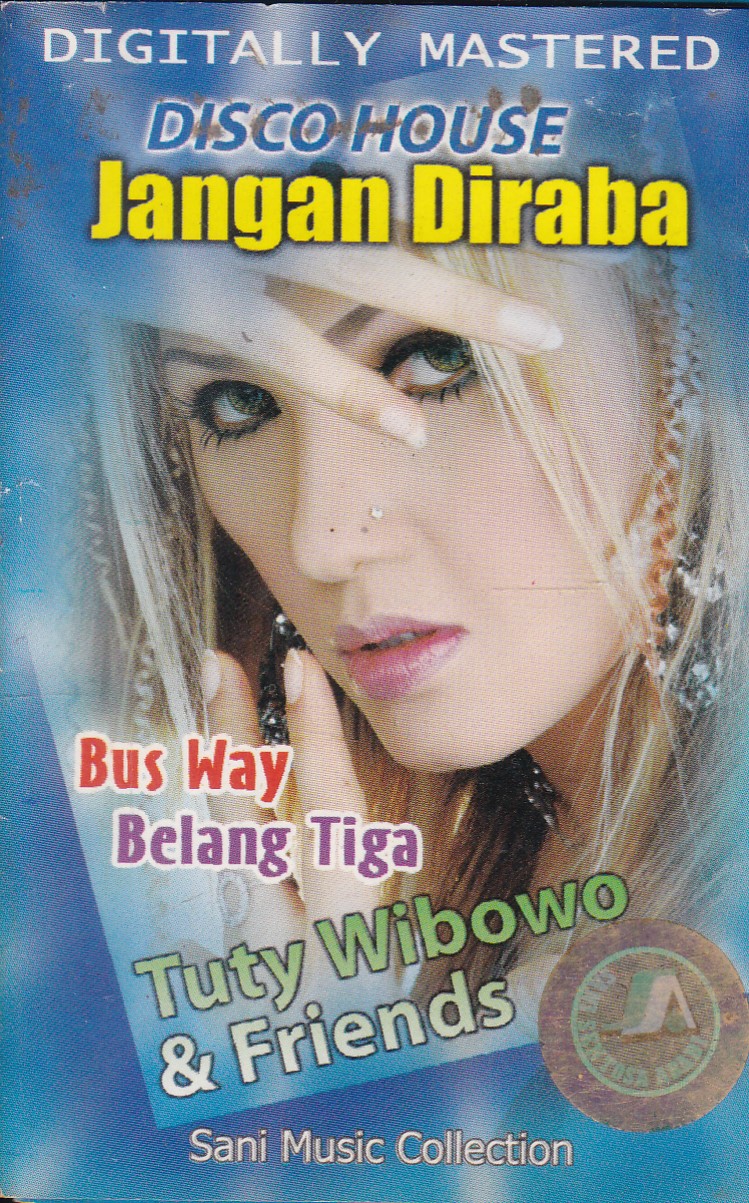 DIGITALLY MASTERED
DISCO HOUSE
Jangan Diraba
Bus Way
Belang Tiga
Tuty Wibowo
& Friends
Sani Music Collection